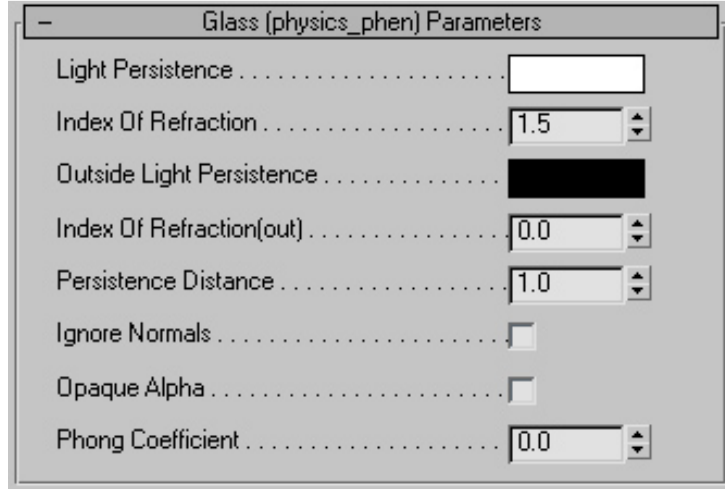 – Glass (physics_phen) Parameters
Light Persistence . . . . . . . . . . . . . . . . . . . . .
Index Of Refraction . . . . . . . . . . . . . . . . . . . 1.5
Outside Light Persistence . . . . . . . . . . . . . .
Index Of Refraction(out) . . . . . . . . . . . . . . . . 0.0
Persistence Distance . . . . . . . . . . . . . . . . . . 1.0
Ignore Normals . . . . . . . . . . . . . . . . . . . . . . .
Opaque Alpha . . . . . . . . . . . . . . . . . . . . . . . .
Phong Coefficient . . . . . . . . . . . . . . . . . . . . . 0.0